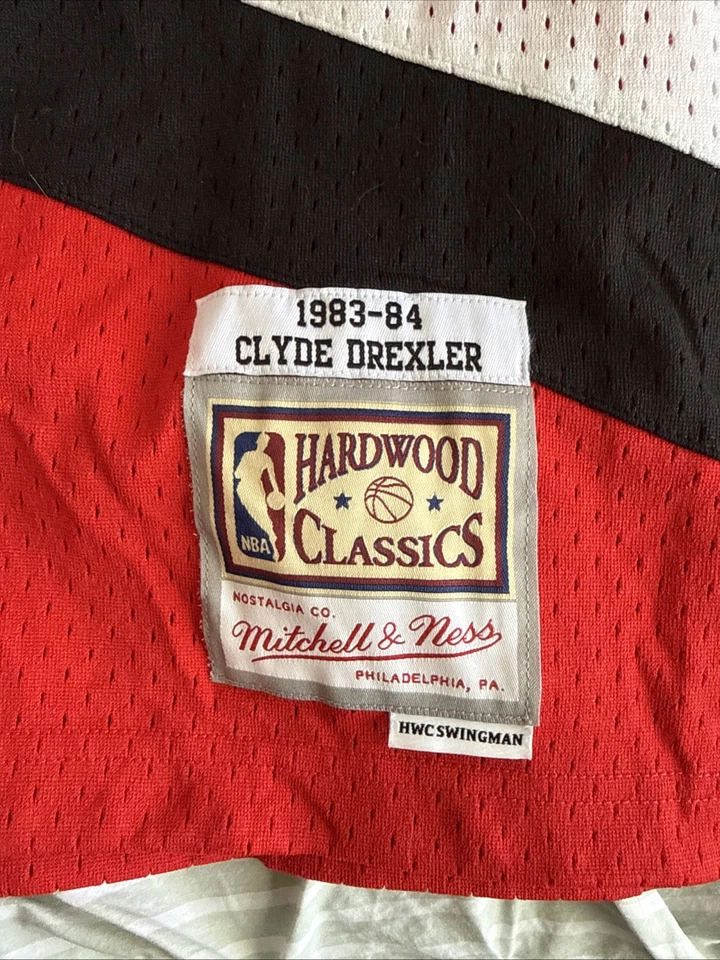 1983-84
CLYDE DREXLER
HARDWOOD
NBA
CLASSICS
NOSTALGIA CO.
Mitchell & Ness
PHILADELPHIA, PA.
HWC SWINGMAN